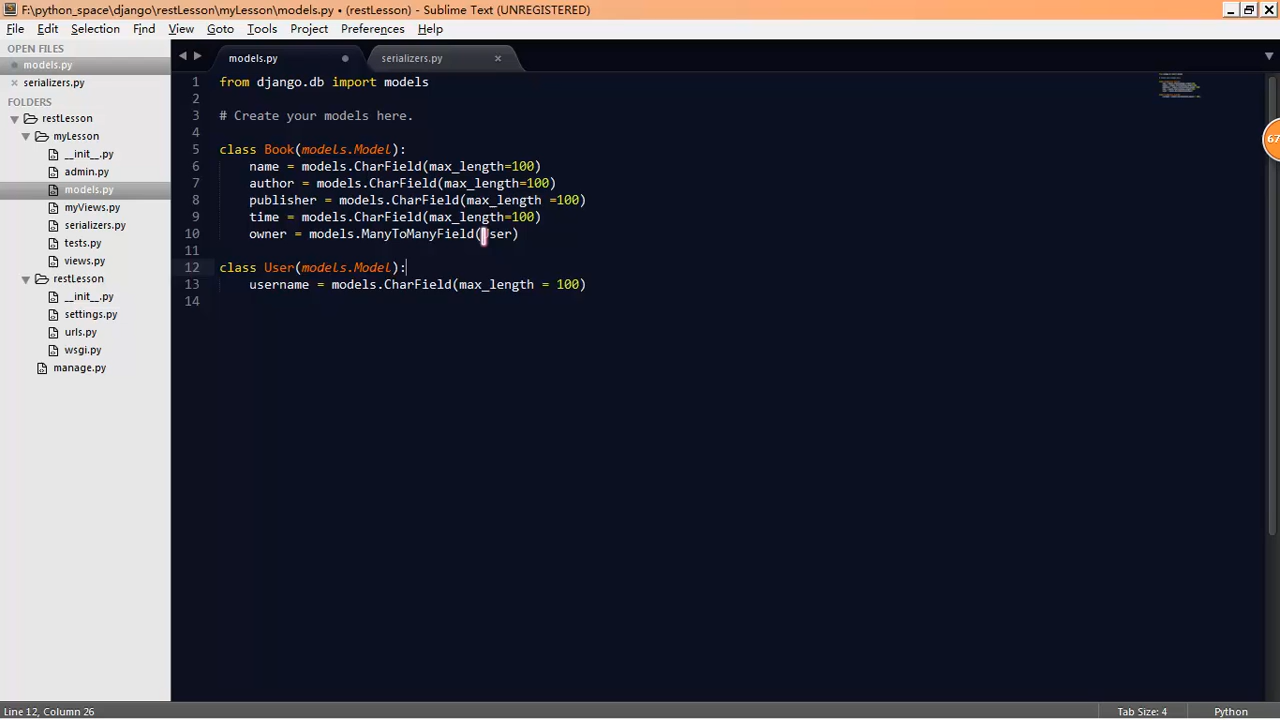 F:\python_space\django\restLesson\myLesson\models.py • (restLesson) - Sublime Text (UNREGISTERED)
File Edit Selection Find View Goto Tools Project Preferences Help
OPEN FILES
models.py
× serializers.py
FOLDERS
restLesson
myLesson
__init__.py
admin.py
models.py
myViews.py
serializers.py
tests.py
views.py
restLesson
__init__.py
settings.py
urls.py
wsgi.py
manage.py
models.py serializers.py ×
1 from django.db import models
2
3 # Create your models here.
4
5 class Book(models.Model):
6 name = models.CharField(max_length=100)
7 author = models.CharField(max_length=100)
8 publisher = models.CharField(max_length =100)
9 time = models.CharField(max_length=100)
10 owner = models.ManyToManyField(User)
11
12 class User(models.Model):
13 username = models.CharField(max_length = 100)
14
67
Line 12, Column 26 Tab Size: 4 Python